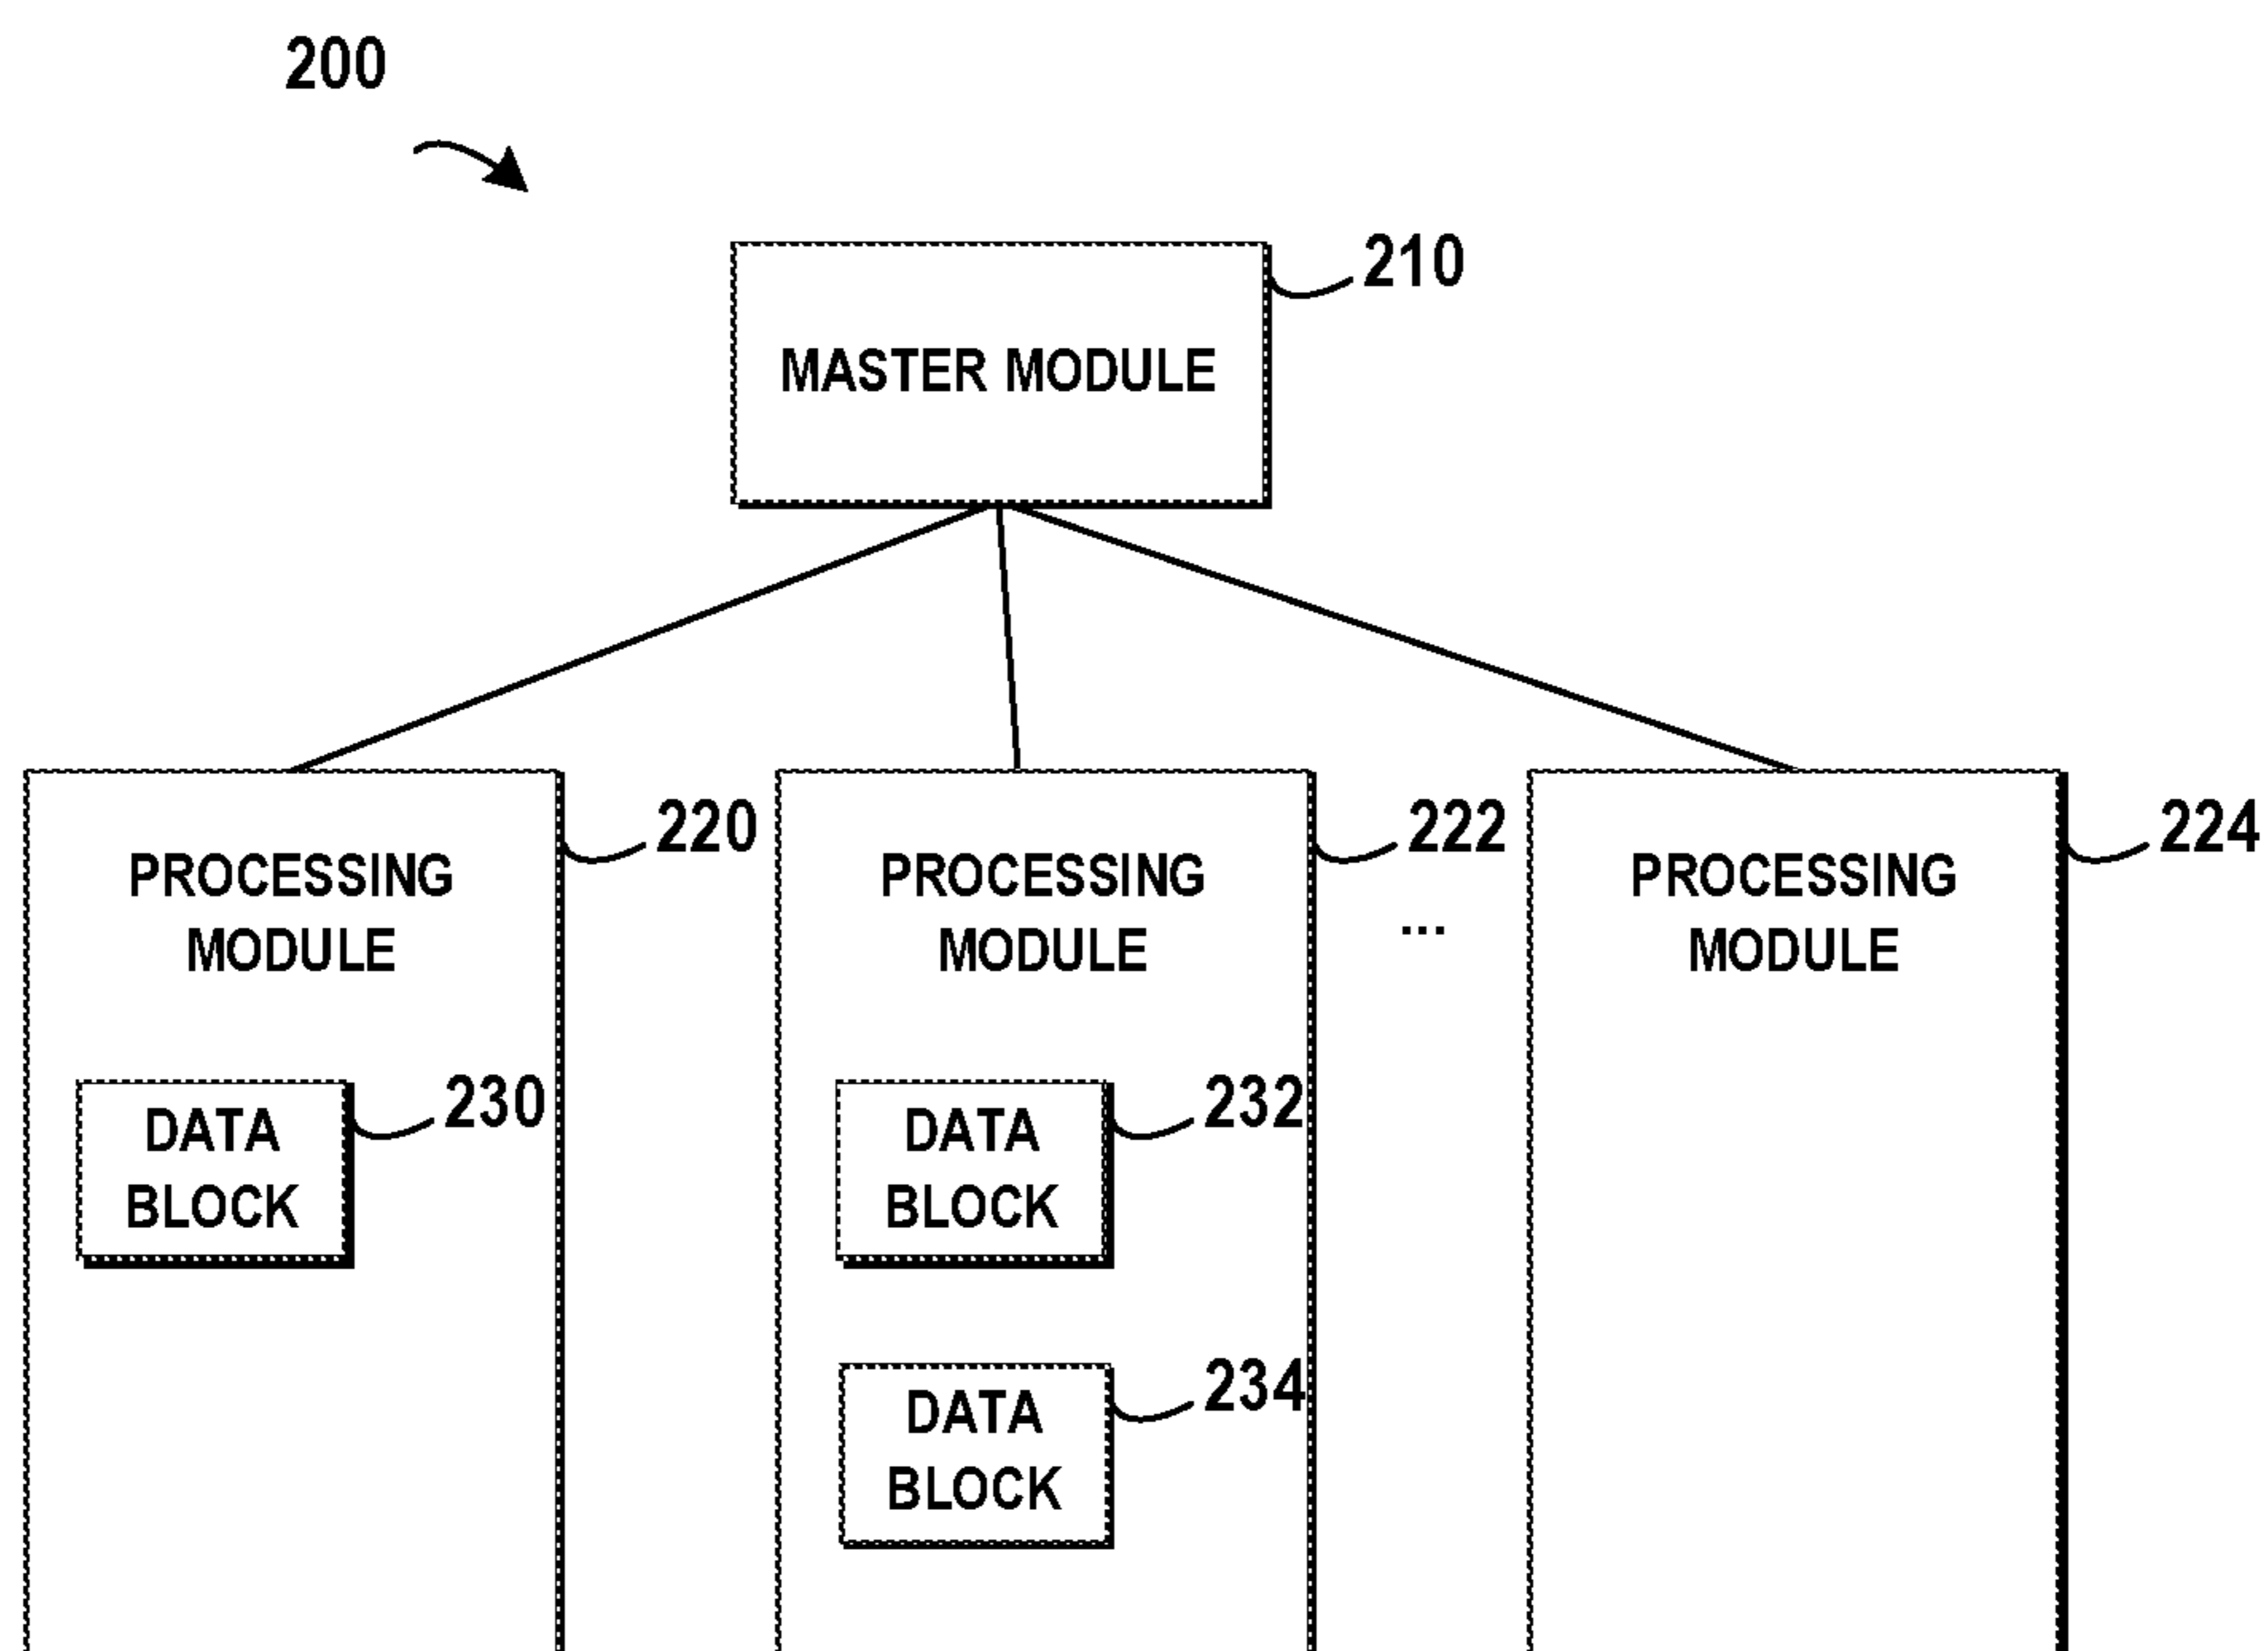 200
210
MASTER MODULE
220
222
224
PROCESSING
MODULE
PROCESSING
MODULE
...
PROCESSING
MODULE
230
DATA
BLOCK
232
DATA
BLOCK
234
DATA
BLOCK